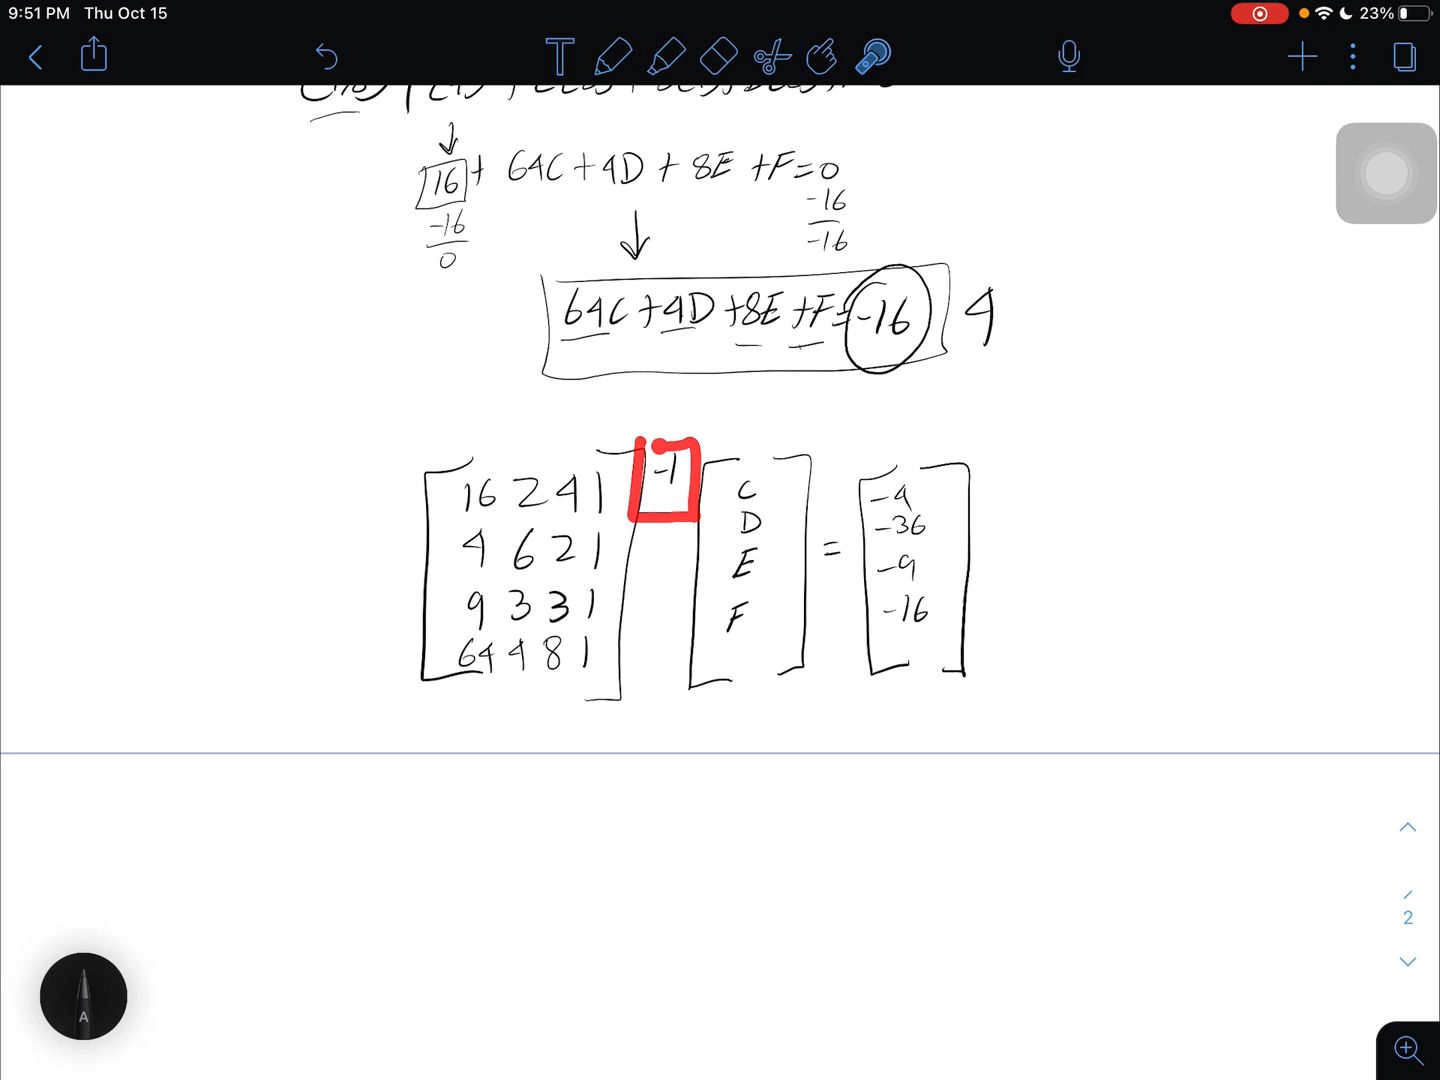 9:51 PM Thu Oct 15
23%
T
16 + 64C + 4D + 8E + F = 0
-16 -16
0 -16
64C + 4D + 8E + F = -16 4
-1
16 2 4 1 C -4
4 6 2 1 D -36
9 3 3 1 E = -9
64 4 8 1 F -16
2
A